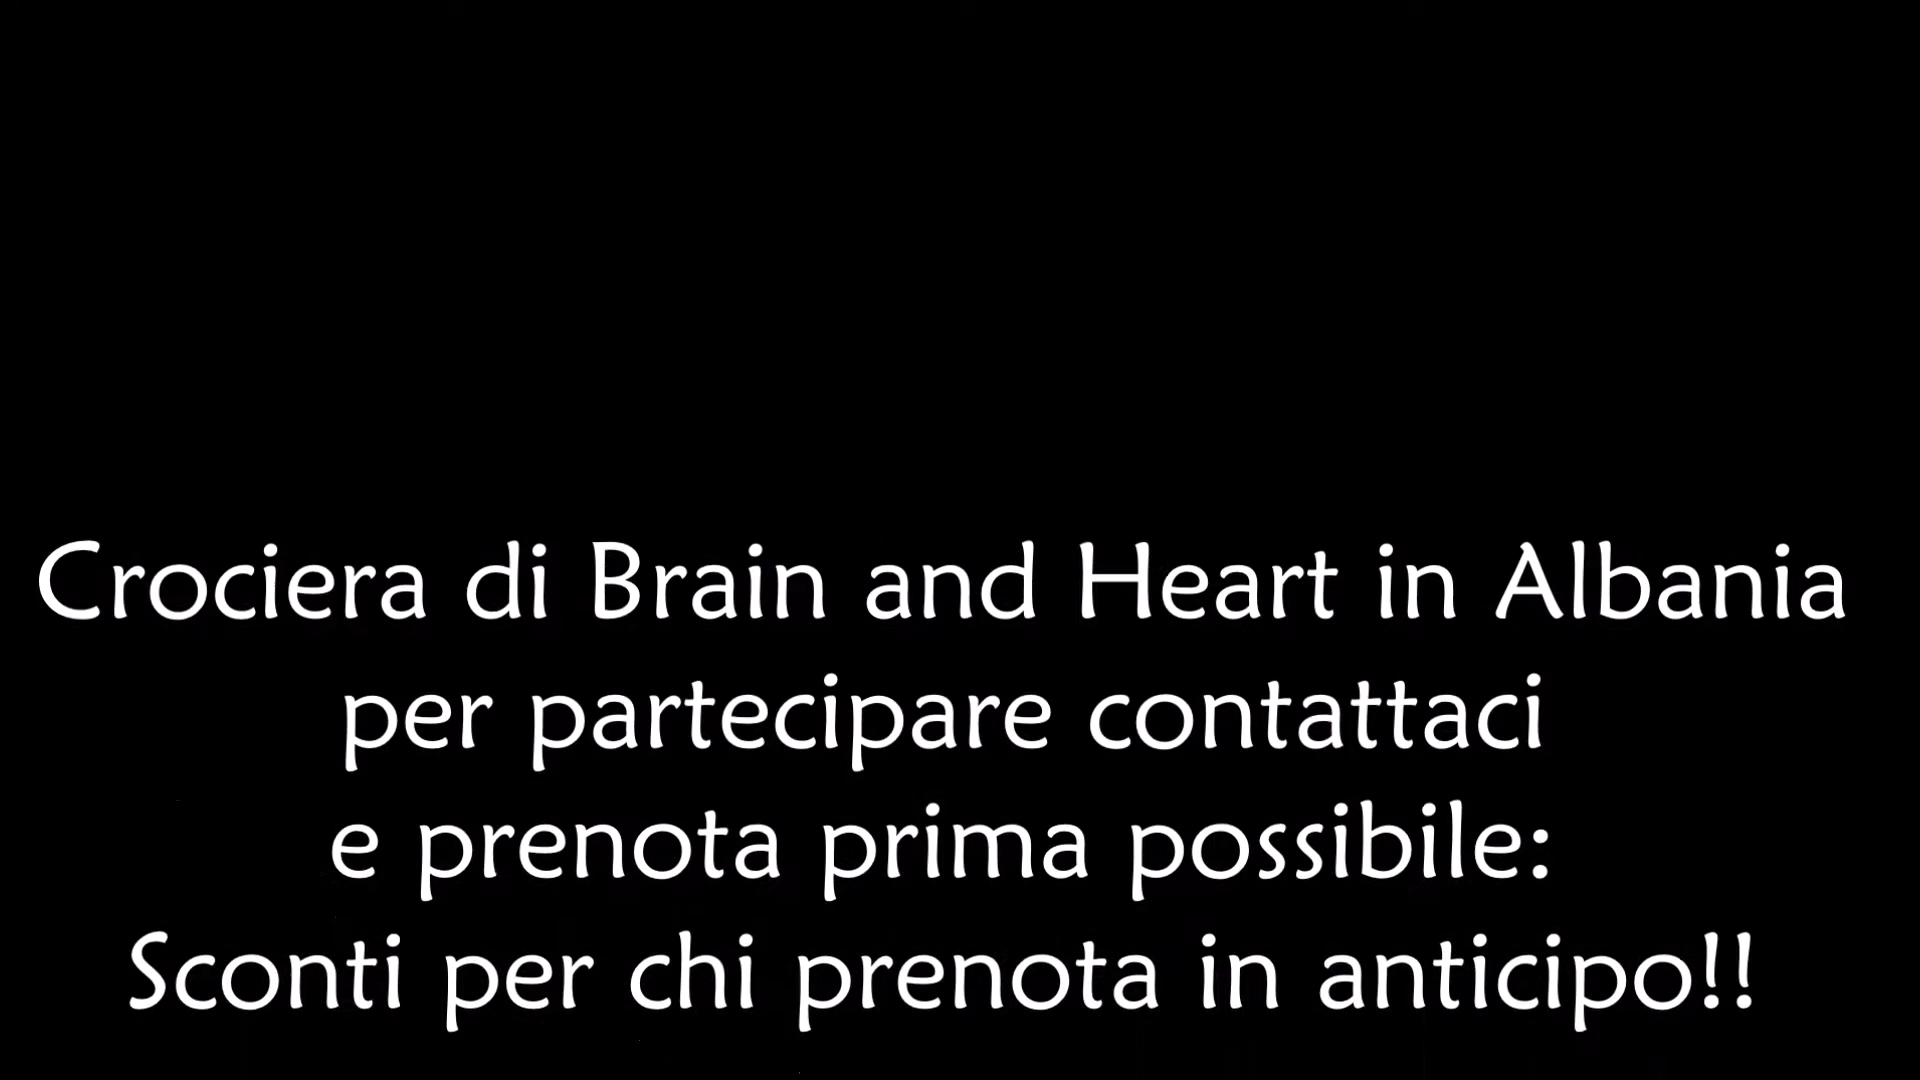 Crociera di Brain and Heart in Albania
per partecipare contattaci
e prenota prima possibile:
Sconti per chi prenota in anticipo!!